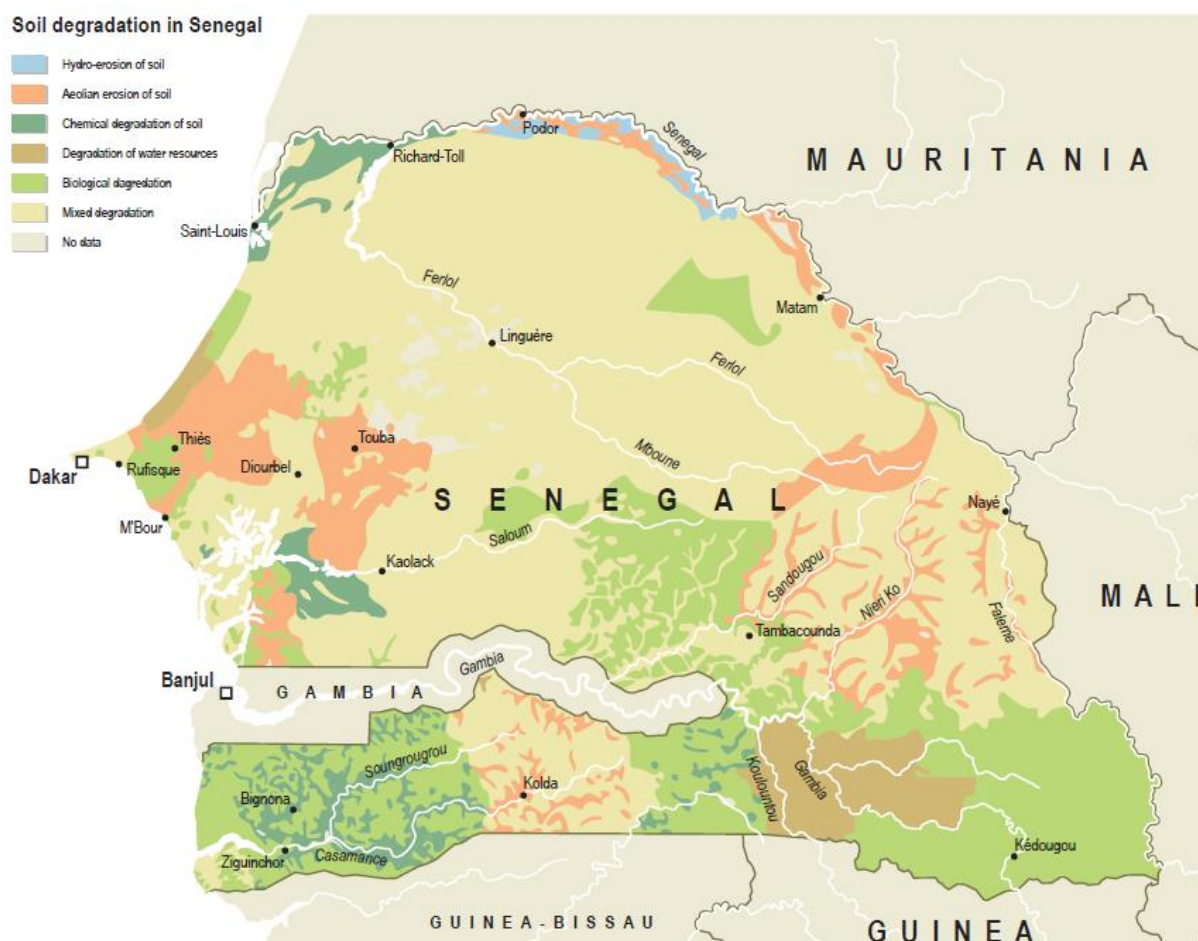 Soil degradation in Senegal
Hydro-erosion of soil
Aeolian erosion of soil
Chemical degradation of soil
Degradation of water resources
Biological dagredation
Mixed degradation
No data
Podor
Senegal
MAURITANIA
Richard-Toll
Saint-Louis
Ferlol
Matam
Linguère
Ferlol
Thiès
Touba
Mboune
Dakar
Rufisque
Diourbel
SENEGAL
Nayé
M'Bour
Saloum
Kaolack
Sandougou
Nieri Ko
MALI
Faleme
Tambacounda
Gambia
Banjul
GAMBIA
Soungrougrou
Koulountou
Gambia
Kolda
Bignona
Ziguinchor
Casamance
Kédougou
GUINEA-BISSAU
GUINEA